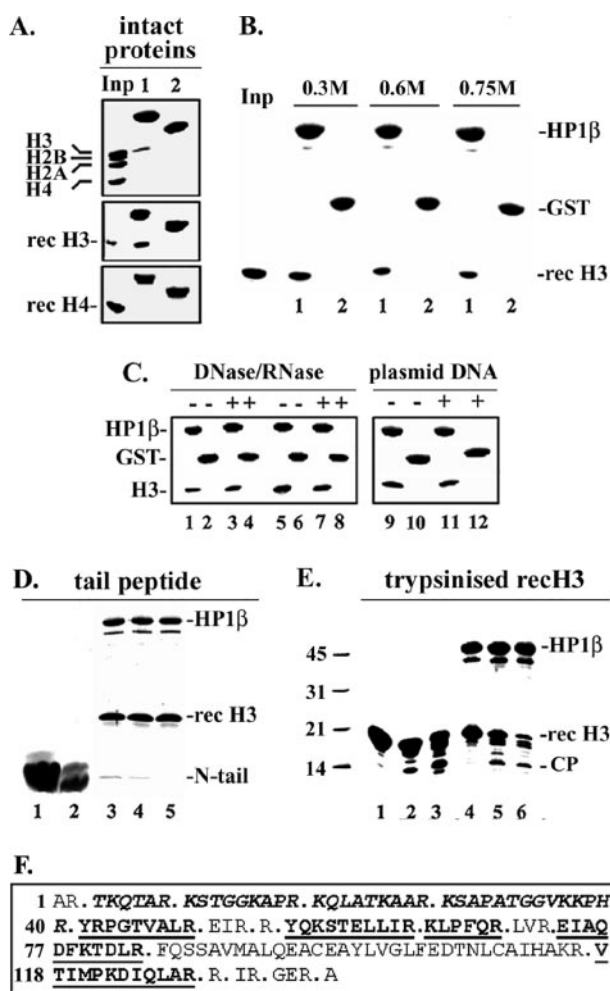 A.
intact
proteins
Inp 1 2
H3
H2B
H2A
H4
rec H3-
rec H4-
B.
Inp 0.3M 0.6M 0.75M
-HP1β
-GST
-rec H3
1 2 1 2 1 2
C.
DNase/RNase plasmid DNA
- - + + - - + + - - + +
HP1β-
GST-
H3-
1 2 3 4 5 6 7 8 9 10 11 12
D.
tail peptide
-HP1β
-rec H3
-N-tail
1 2 3 4 5
E.
trypsinised recH3
45
31
21
14
-HP1β
-rec H3
-CP
1 2 3 4 5 6
F.
1 AR.TKQTAR.KSTGGKAPR.KQLATKAAR.KSAPATGGVKKPH
40 R.YRPGTVALR.EIR.R.YQKSTELLIR.KLPFQR.LVR.EIAQ
77 DFKTDLR.FQSSAVMALQEACEAYLVGLFEDTNLCAIHAKR.V
118 TIMPKDIQLAR.R.IR.GER.A